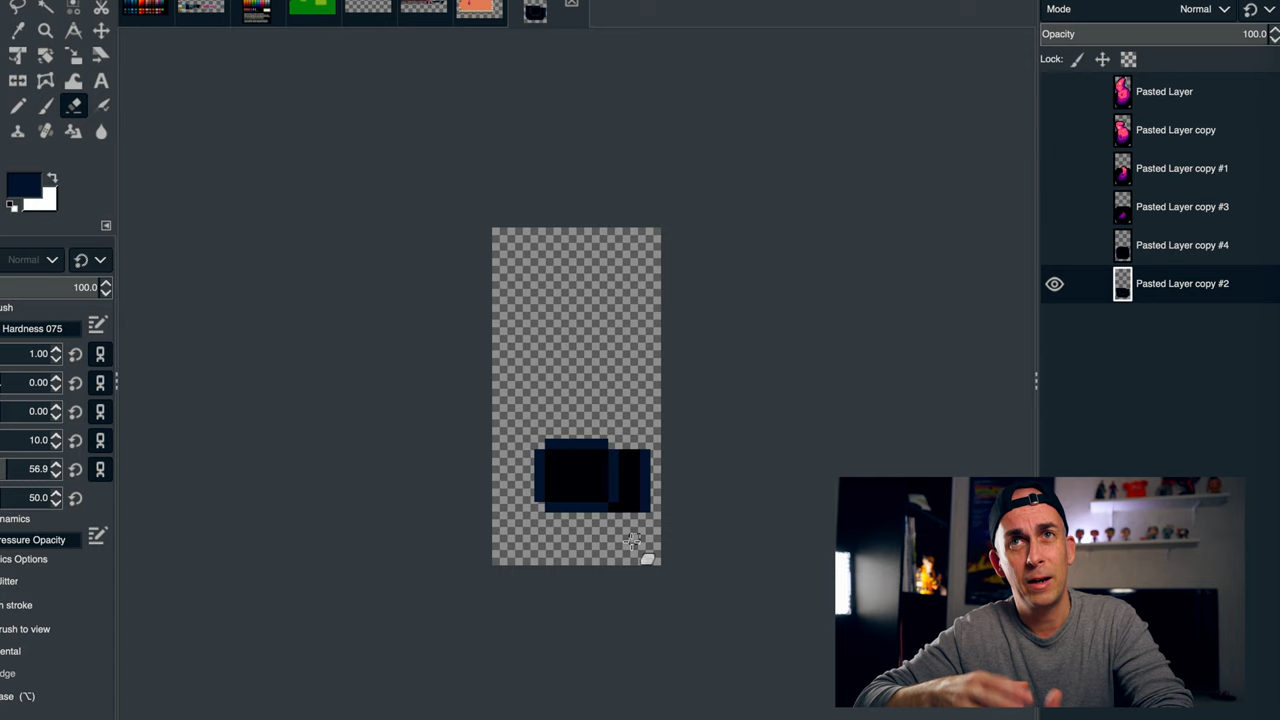 Mode
Normal
Opacity
100.0
Lock:
Pasted Layer
Pasted Layer copy
Pasted Layer copy #1
Pasted Layer copy #3
Pasted Layer copy #4
Pasted Layer copy #2
Normal
100.0
ush
Hardness 075
1.00
0.00
0.00
10.0
56.9
50.0
namics
ressure Opacity
ics Options
itter
h stroke
rush to view
ental
dge
ase (⌥)